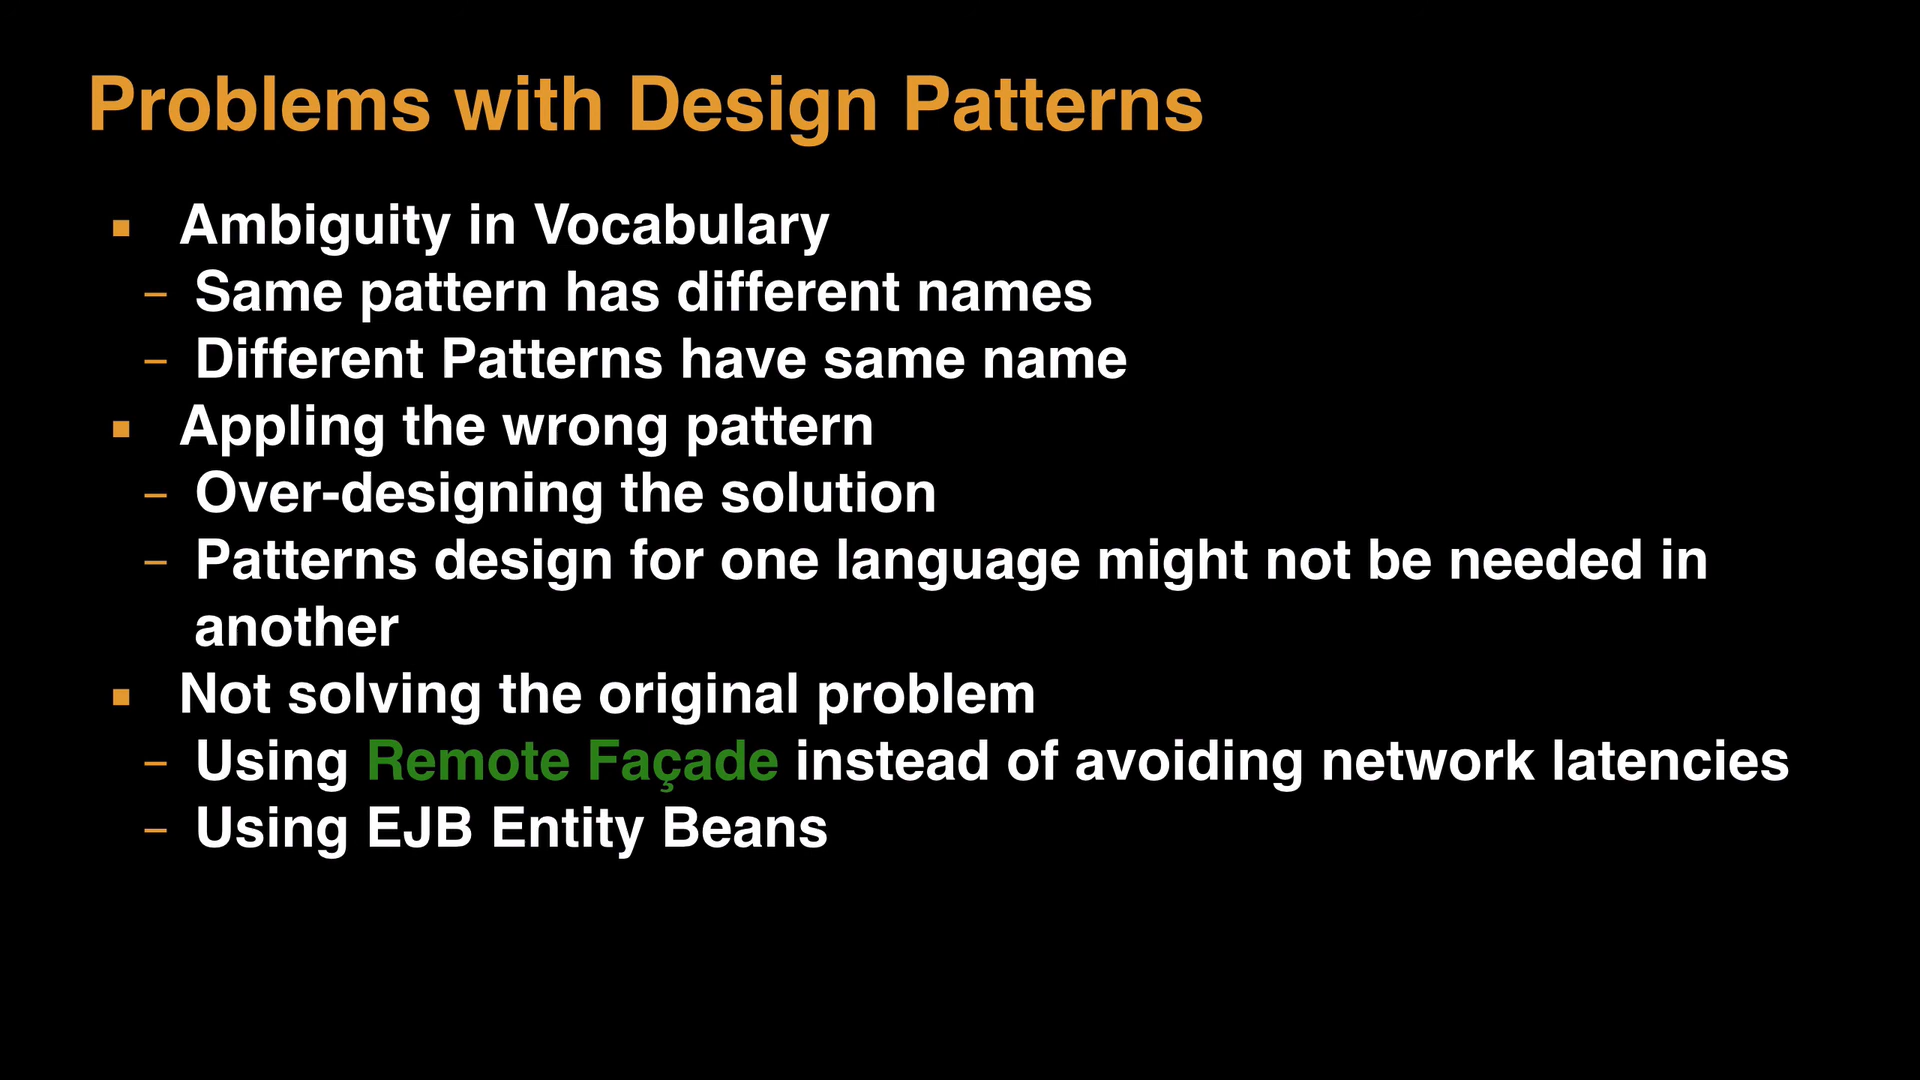 Problems with Design Patterns
▪ Ambiguity in Vocabulary
– Same pattern has different names
– Different Patterns have same name
▪ Appling the wrong pattern
– Over-designing the solution
– Patterns design for one language might not be needed in
another
▪ Not solving the original problem
– Using Remote Façade instead of avoiding network latencies
– Using EJB Entity Beans